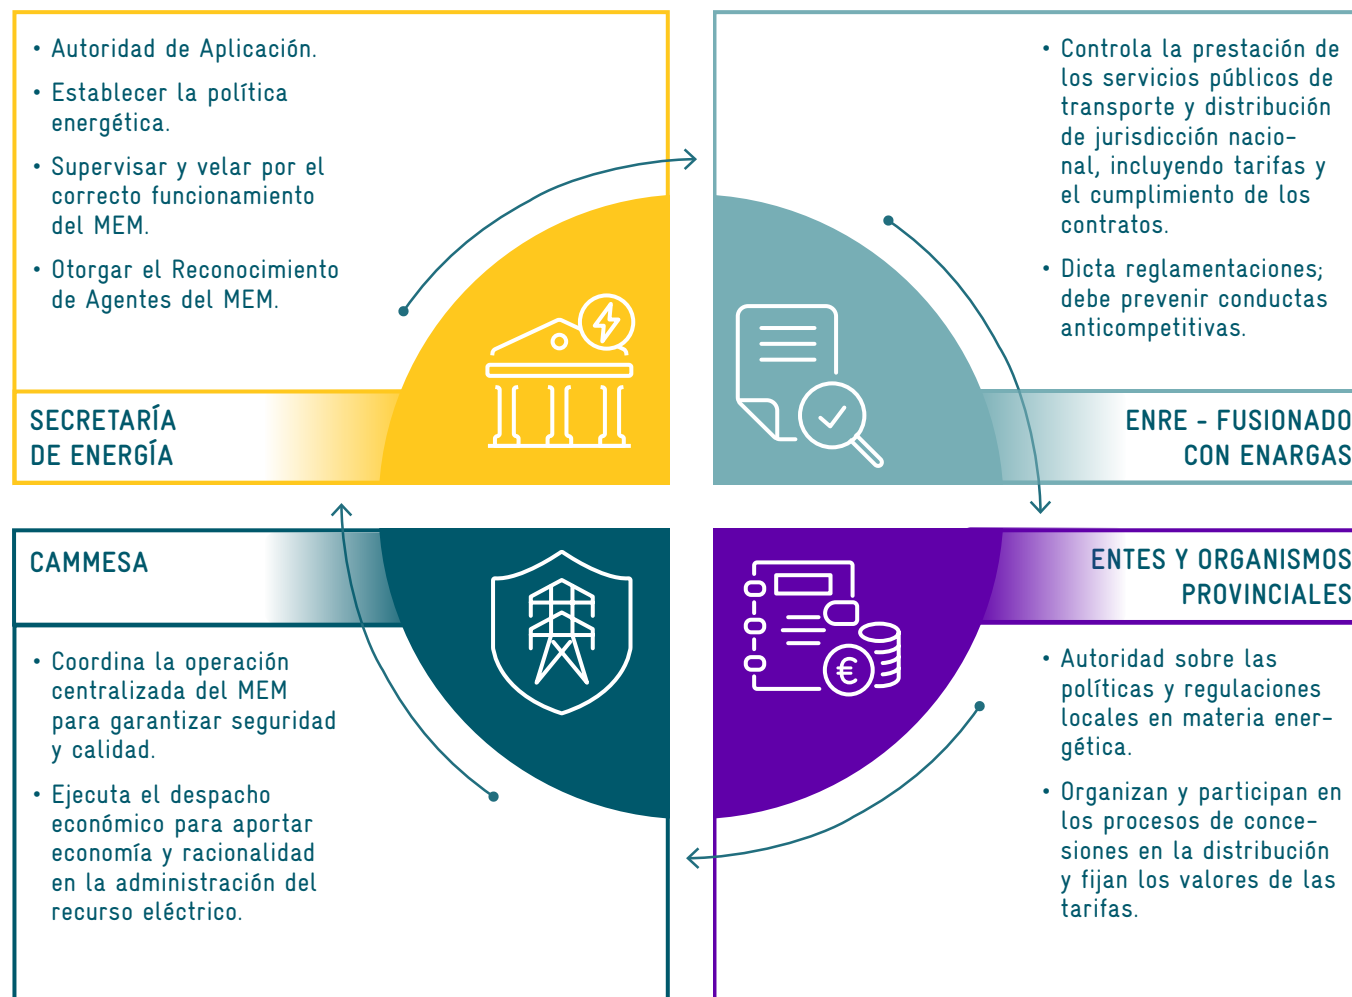 • Autoridad de Aplicación.
• Establecer la política
energética.
• Supervisar y velar por el
correcto funcionamiento
del MEM.
• Otorgar el Reconocimiento
de Agentes del MEM.
SECRETARÍA
DE ENERGÍA
• Controla la prestación de
los servicios públicos de
transporte y distribución
de jurisdicción nacio-
nal, incluyendo tarifas y
el cumplimiento de los
contratos.
• Dicta reglamentaciones;
debe prevenir conductas
anticompetitivas.
ENRE - FUSIONADO
CON ENARGAS
CAMMESA
• Coordina la operación
centralizada del MEM
para garantizar seguridad
y calidad.
• Ejecuta el despacho
económico para aportar
economía y racionalidad
en la administración del
recurso eléctrico.
ENTES Y ORGANISMOS
PROVINCIALES
€
• Autoridad sobre las
políticas y regulaciones
locales en materia ener-
gética.
• Organizan y participan en
los procesos de conce-
siones en la distribución
y fijan los valores de las
tarifas.